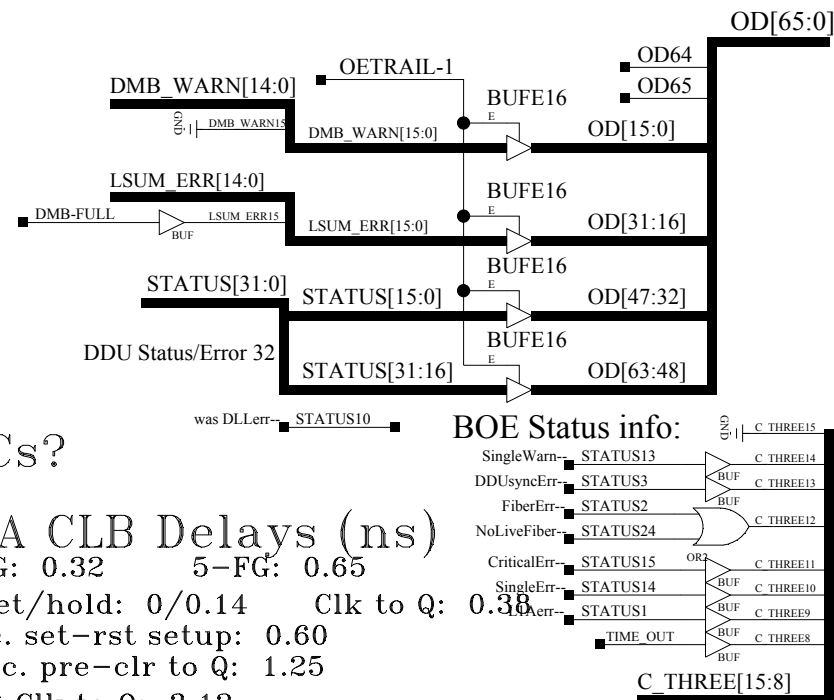 OD[65:0]
OD64
OETRAIL-1
OD65
DMB_WARN[14:0]
BUFE16
E
GND
DMB_WARN15
DMB_WARN[15:0]
OD[15:0]
LSUM_ERR[14:0]
BUFE16
E
DMB-FULL
BUF
LSUM_ERR15
LSUM_ERR[15:0]
OD[31:16]
BUFE16
E
STATUS[31:0]
STATUS[15:0]
OD[47:32]
BUFE16
E
DDU Status/Error 32
STATUS[31:16]
OD[63:48]
was DLLerr-- STATUS10
BOE Status info:
GND
C_THREE15
SingleWarn-- STATUS13
BUF
C_THREE14
DDUsyncErr-- STATUS3
BUF
C_THREE13
FiberErr-- STATUS2
NoLiveFiber-- STATUS24
OR2
C_THREE12
CriticalErr-- STATUS15
BUF
C_THREE11
SingleErr-- STATUS14
BUF
C_THREE10
STATUS1
BUF
C_THREE9
TIME_OUT
BUF
C_THREE8
C_THREE[15:8]
Cs?
A CLB Delays (ns)
G: 0.32 5-FG: 0.65
et/hold: 0/0.14 Clk to Q: 0.38
. set-rst setup: 0.60
c. pre-clr to Q: 1.25